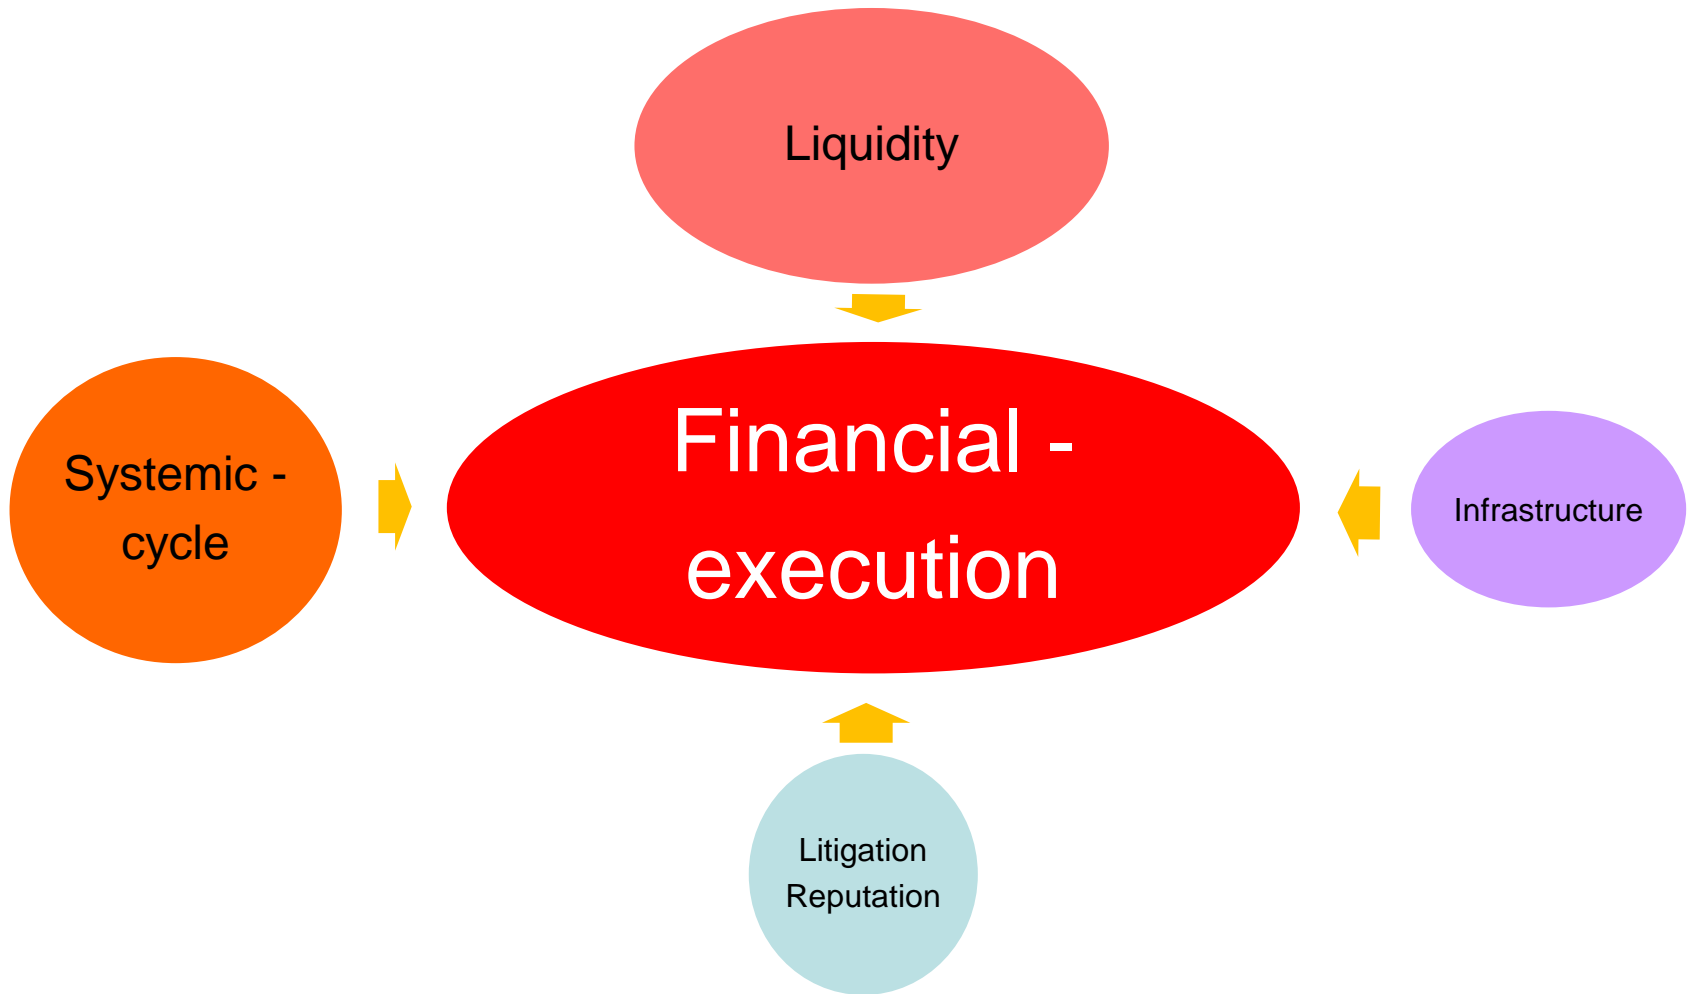 Liquidity
Financial -
execution
Systemic -
cycle
Infrastructure
Litigation
Reputation